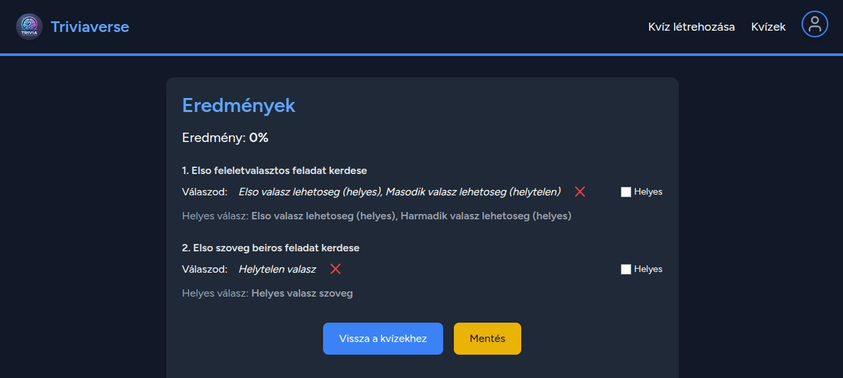 TRIVIA
Triviaverse
Kvíz létrehozása Kvízek
Eredmények
Eredmény: 0%
1. Elso feleletvalasztos feladat kerdese
Válaszod: Elso valasz lehetoseg (helyes), Masodik valasz lehetoseg (helytelen) Helyes
Helyes válasz: Elso valasz lehetoseg (helyes), Harmadik valasz lehetoseg (helyes)
2. Elso szoveg beiros feladat kerdese
Válaszod: Helytelen valasz Helyes
Helyes válasz: Helyes valasz szoveg
Vissza a kvízekhez Mentés